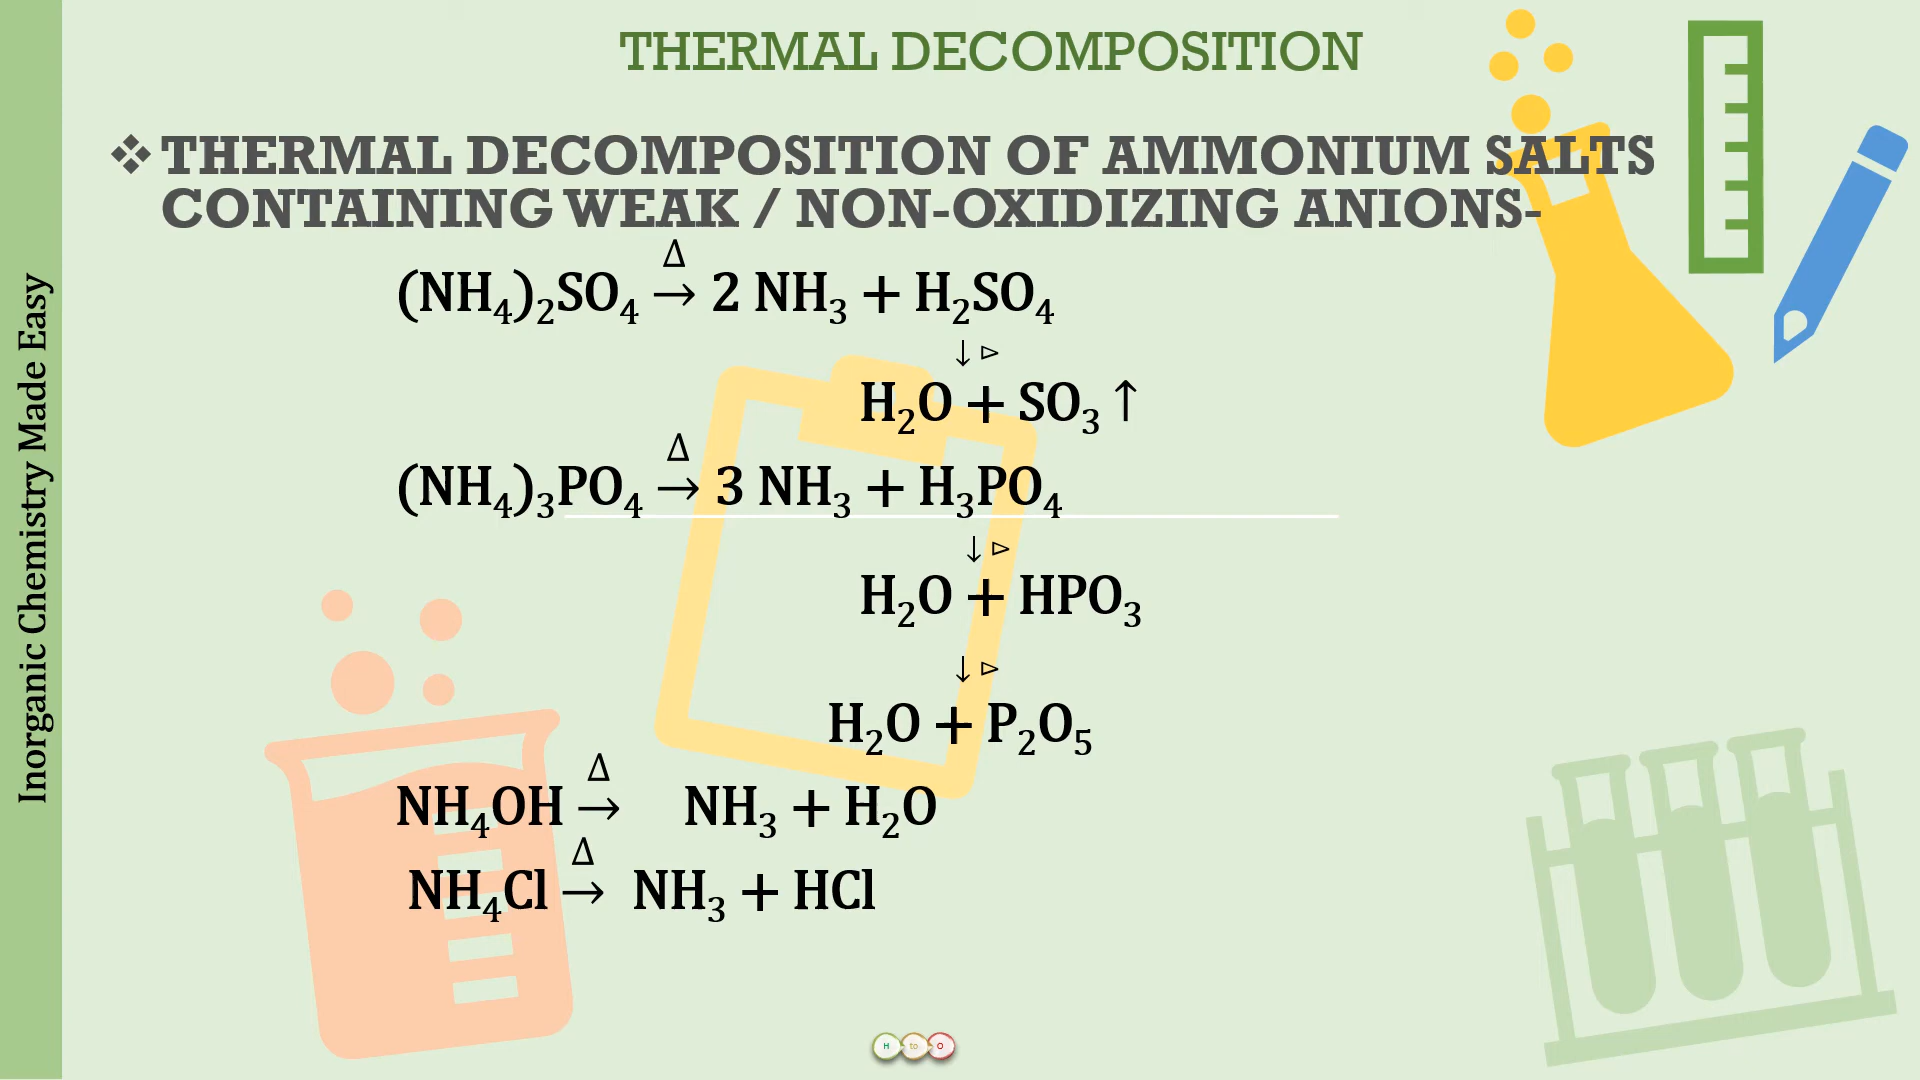 THERMAL DECOMPOSITION
❖ THERMAL DECOMPOSITION OF AMMONIUM SALTS
CONTAINING WEAK / NON-OXIDIZING ANIONS-
(NH₄)₂SO₄ →^Δ 2 NH₃ + H₂SO₄
↓ ⊳
H₂O + SO₃ ↑
(NH₄)₃PO₄ →^Δ 3 NH₃ + H₃PO₄
↓ ⊳
H₂O + HPO₃
↓ ⊳
H₂O + P₂O₅
NH₄OH →^Δ NH₃ + H₂O
NH₄Cl →^Δ NH₃ + HCl
Inorganic Chemistry Made Easy
H to O